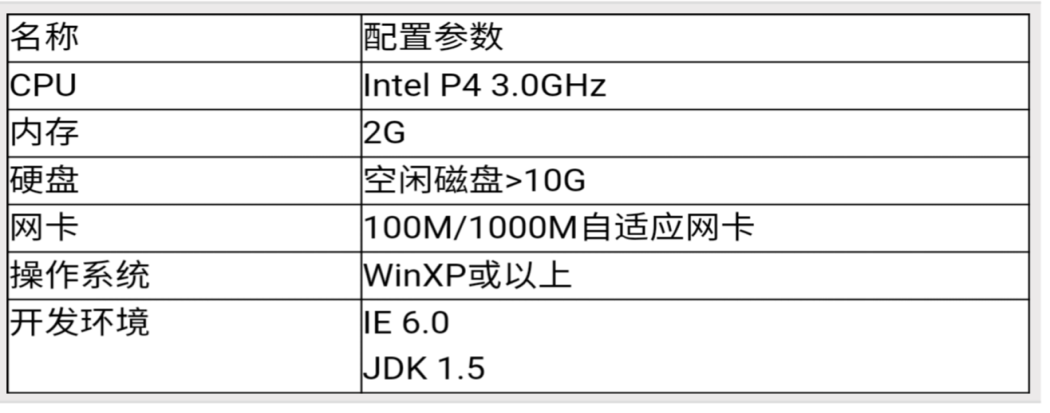 名称 配置参数
CPU Intel P4 3.0GHz
内存 2G
硬盘 空闲磁盘>10G
网卡 100M/1000M自适应网卡
操作系统 WinXP或以上
开发环境 IE 6.0
JDK 1.5